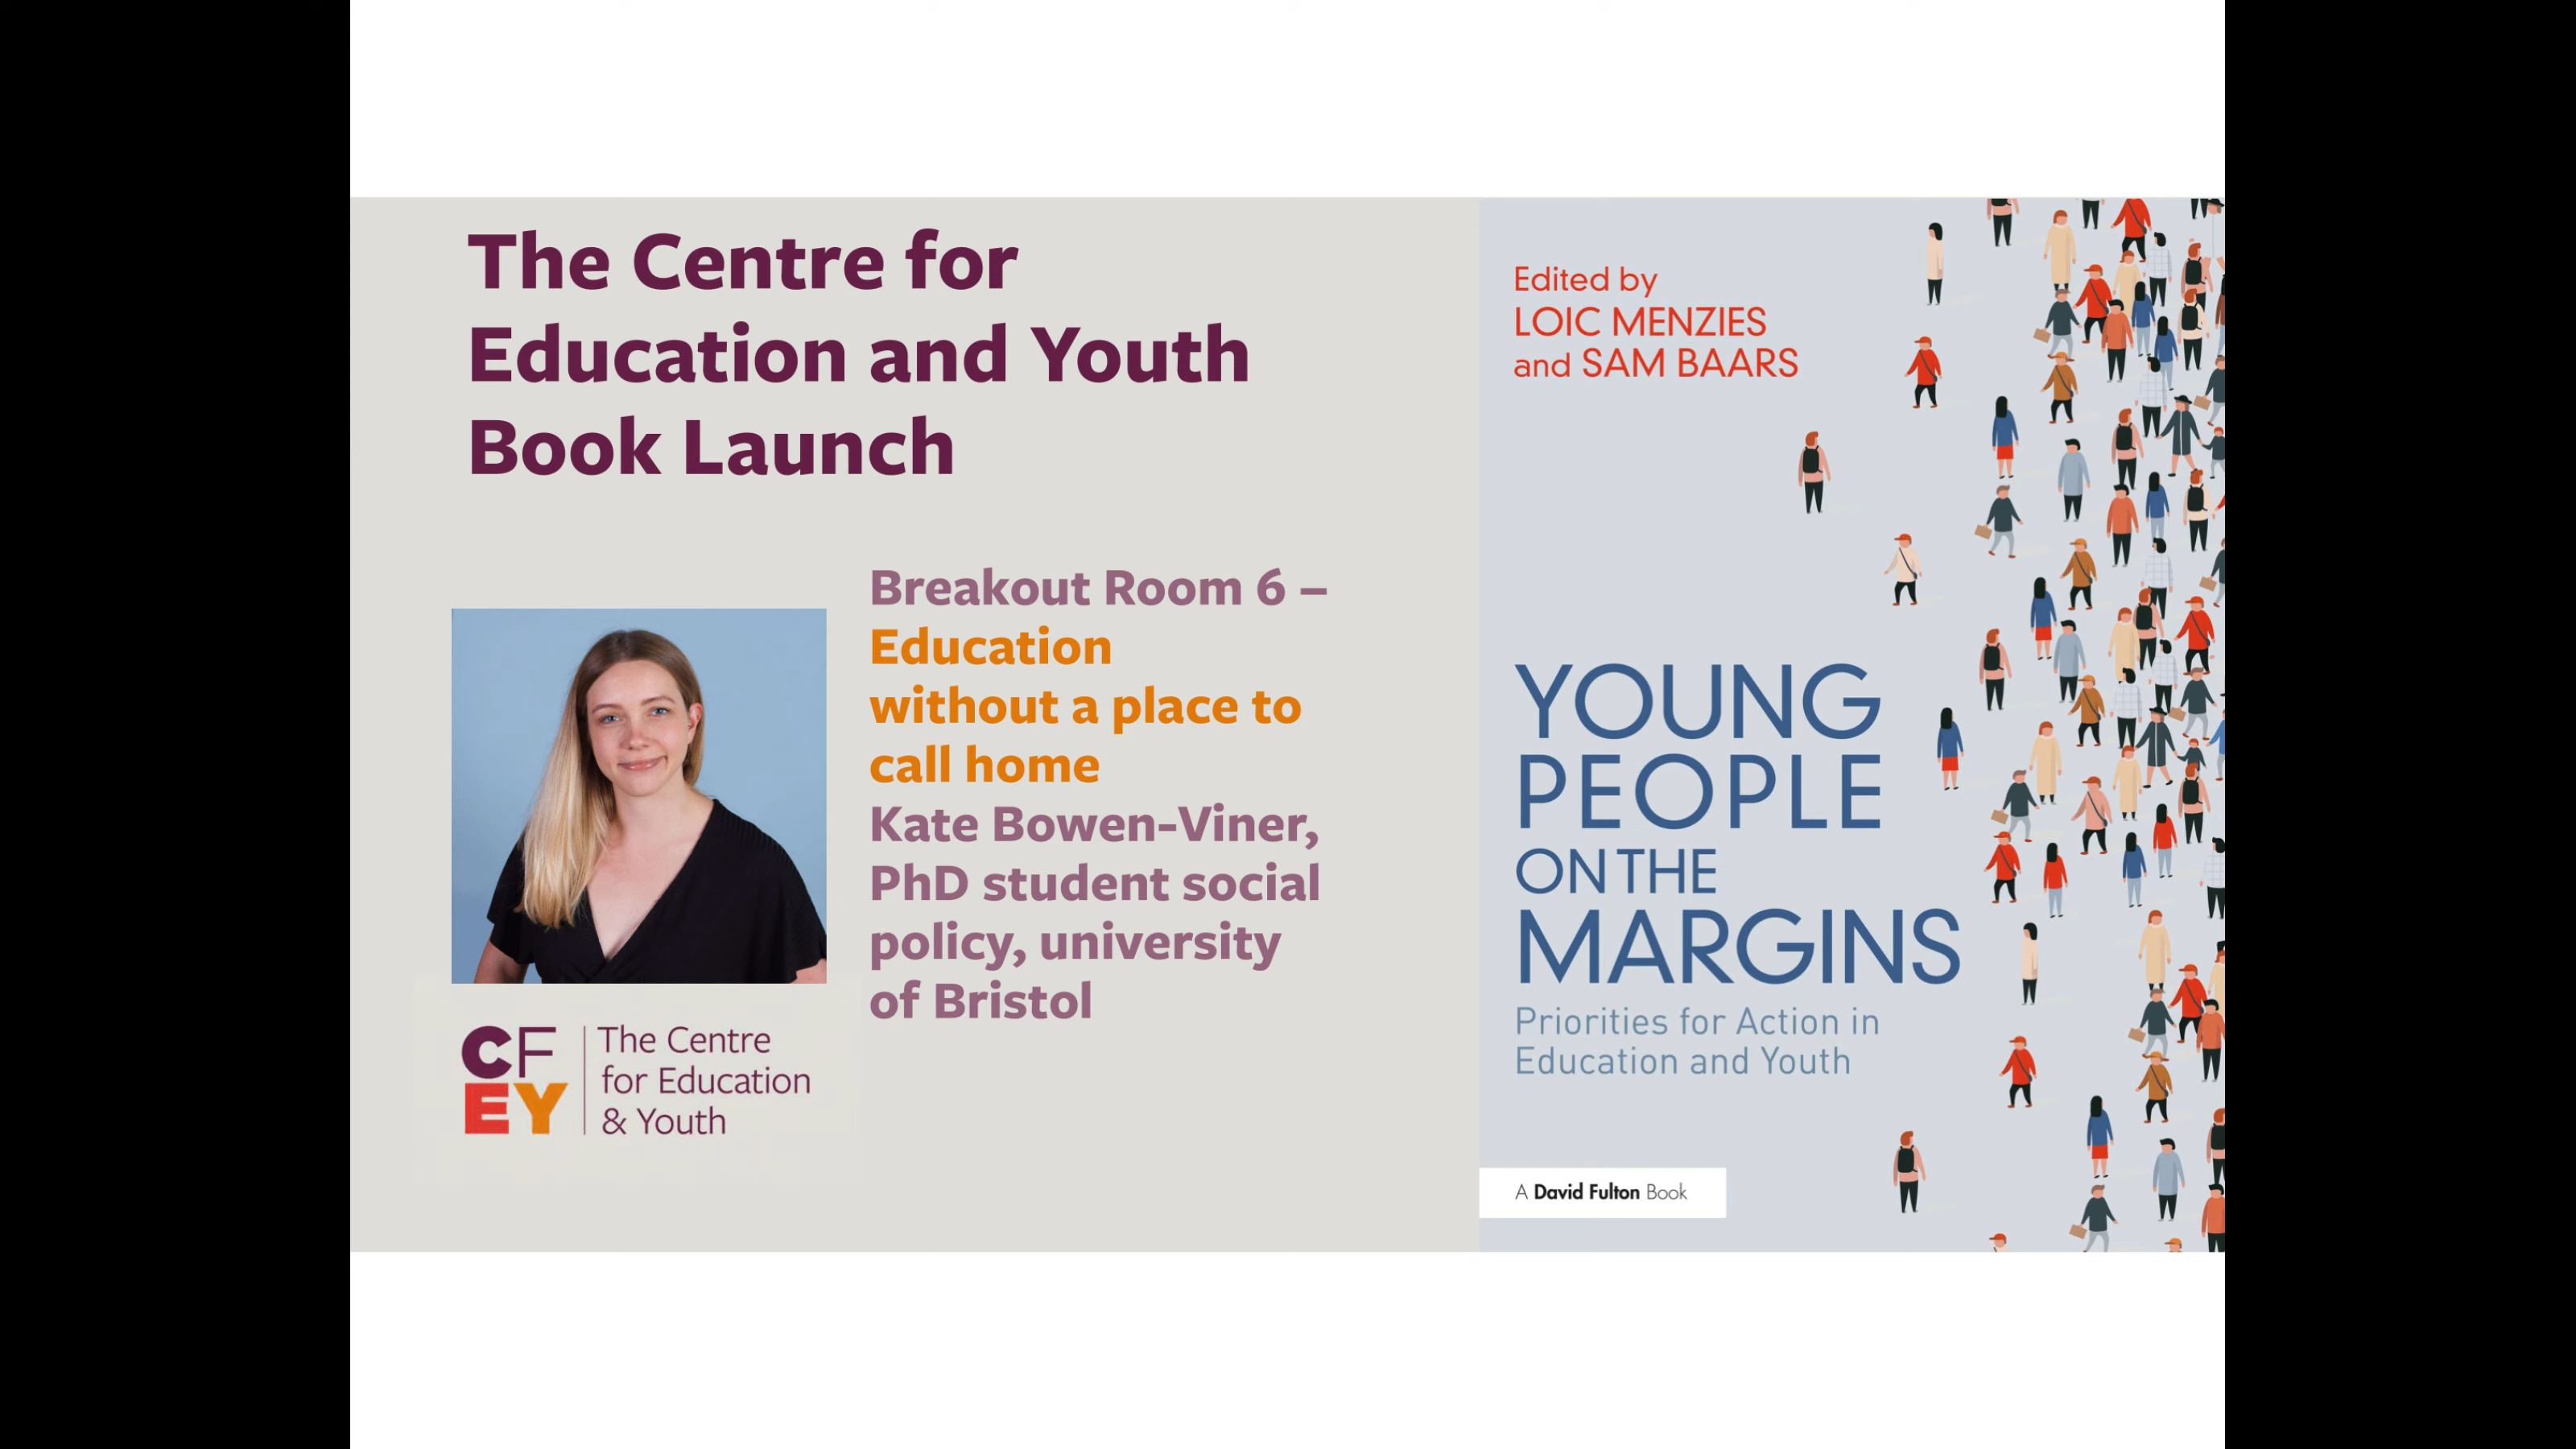 The Centre for
Education and Youth
Book Launch
Breakout Room 6 –
Education
without a place to
call home
Kate Bowen-Viner,
PhD student social
policy, university
of Bristol
CF
EY
The Centre
for Education
& Youth
Edited by
LOIC MENZIES
and SAM BAARS
YOUNG
PEOPLE
ON THE
MARGINS
Priorities for Action in
Education and Youth
A David Fulton Book